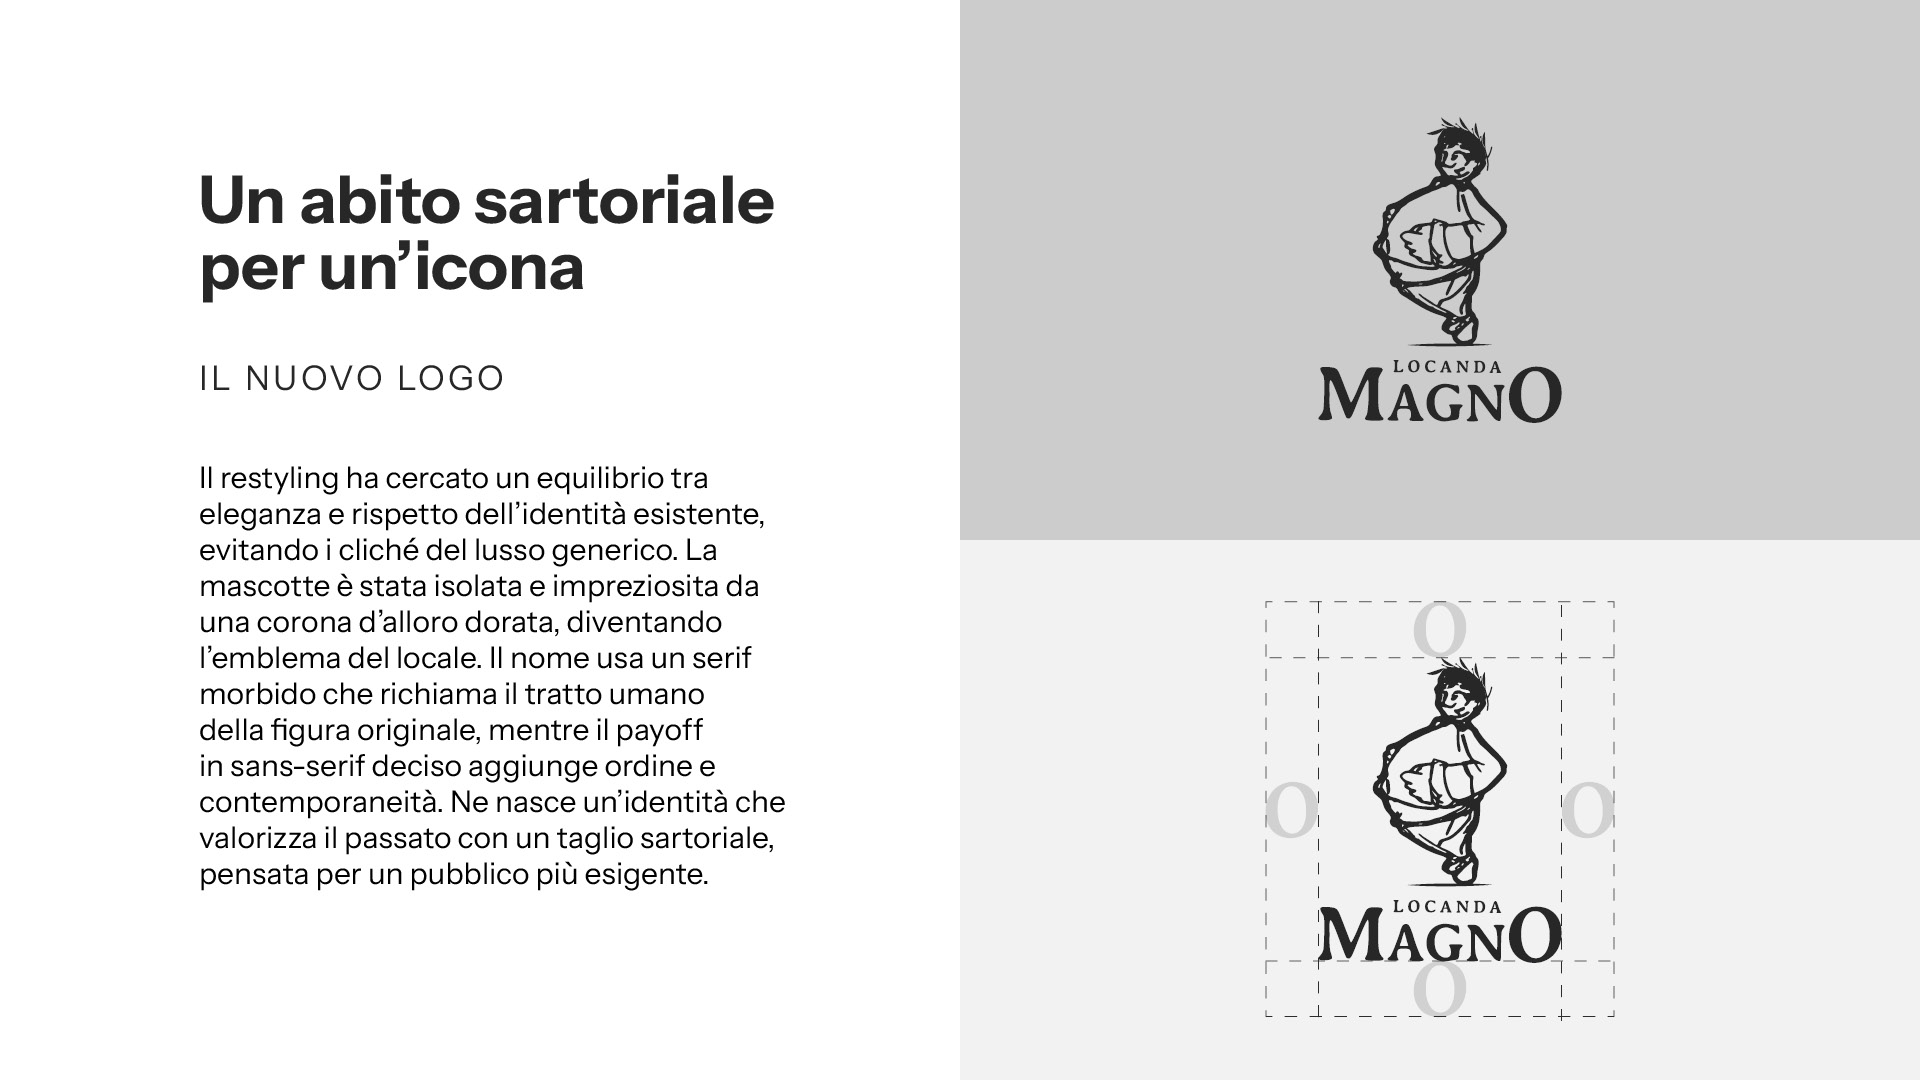 Un abito sartoriale
per un’icona
IL NUOVO LOGO
Il restyling ha cercato un equilibrio tra
eleganza e rispetto dell’identità esistente,
evitando i cliché del lusso generico. La
mascotte è stata isolata e impreziosita da
una corona d’alloro dorata, diventando
l’emblema del locale. Il nome usa un serif
morbido che richiama il tratto umano
della figura originale, mentre il payoff
in sans-serif deciso aggiunge ordine e
contemporaneità. Ne nasce un’identità che
valorizza il passato con un taglio sartoriale,
pensata per un pubblico più esigente.
LOCANDA
MAGNO
O
O O
LOCANDA
MAGNO
O